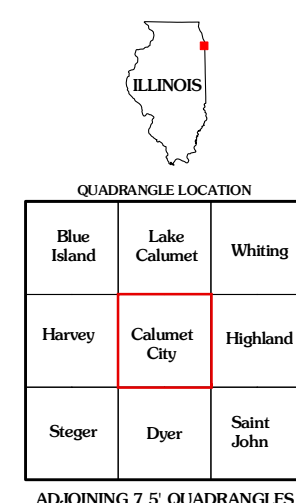 ILLINOIS
QUADRANGLE LOCATION
Blue
Island
Lake
Calumet
Whiting
Harvey
Calumet
City
Highland
Steger
Dyer
Saint
John
ADJOINING 7.5' QUADRANGLES